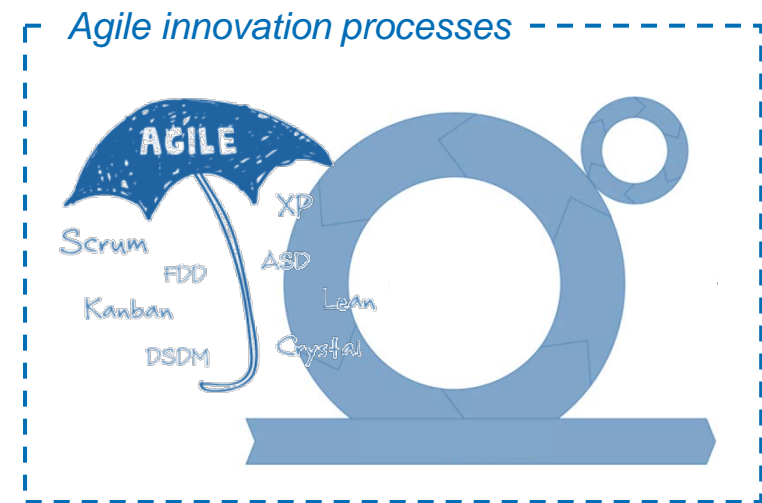 Agile innovation processes
AGILE
XP
Scrum
ASD
FDD
Lean
Kanban
Crystal
DSDM